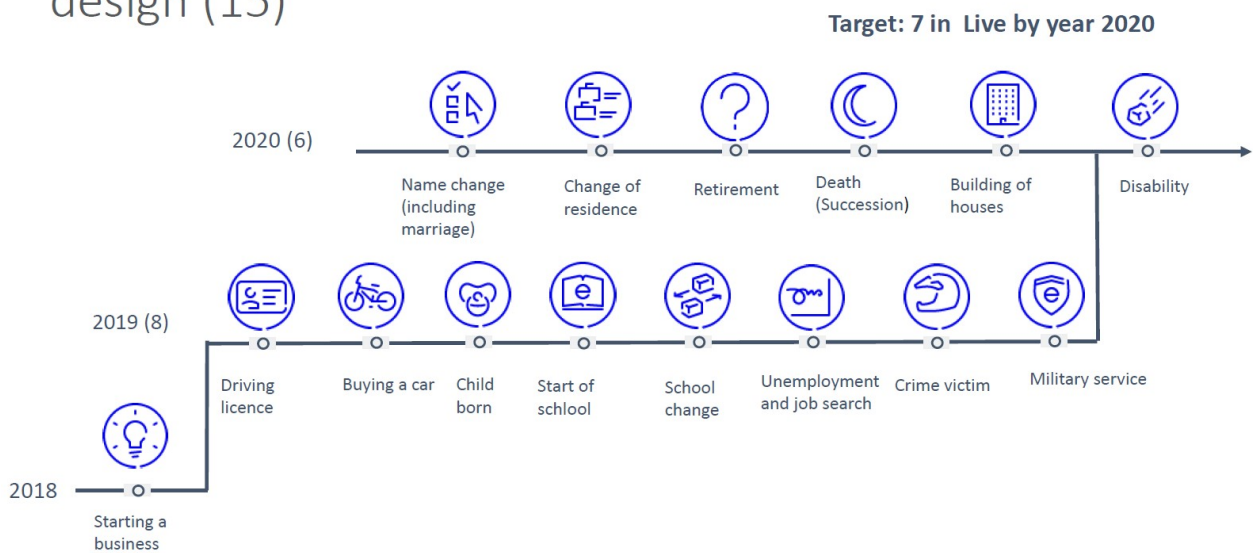 design (15)
Target: 7 in Live by year 2020
2020 (6)
Name change
(including
marriage)
Change of
residence
Retirement
Death
(Succession)
Building of
houses
Disability
2019 (8)
Driving
licence
Buying a car
Child
born
Start of
schlool
School
change
Unemployment
and job search
Crime victim
Military service
2018
Starting a
business